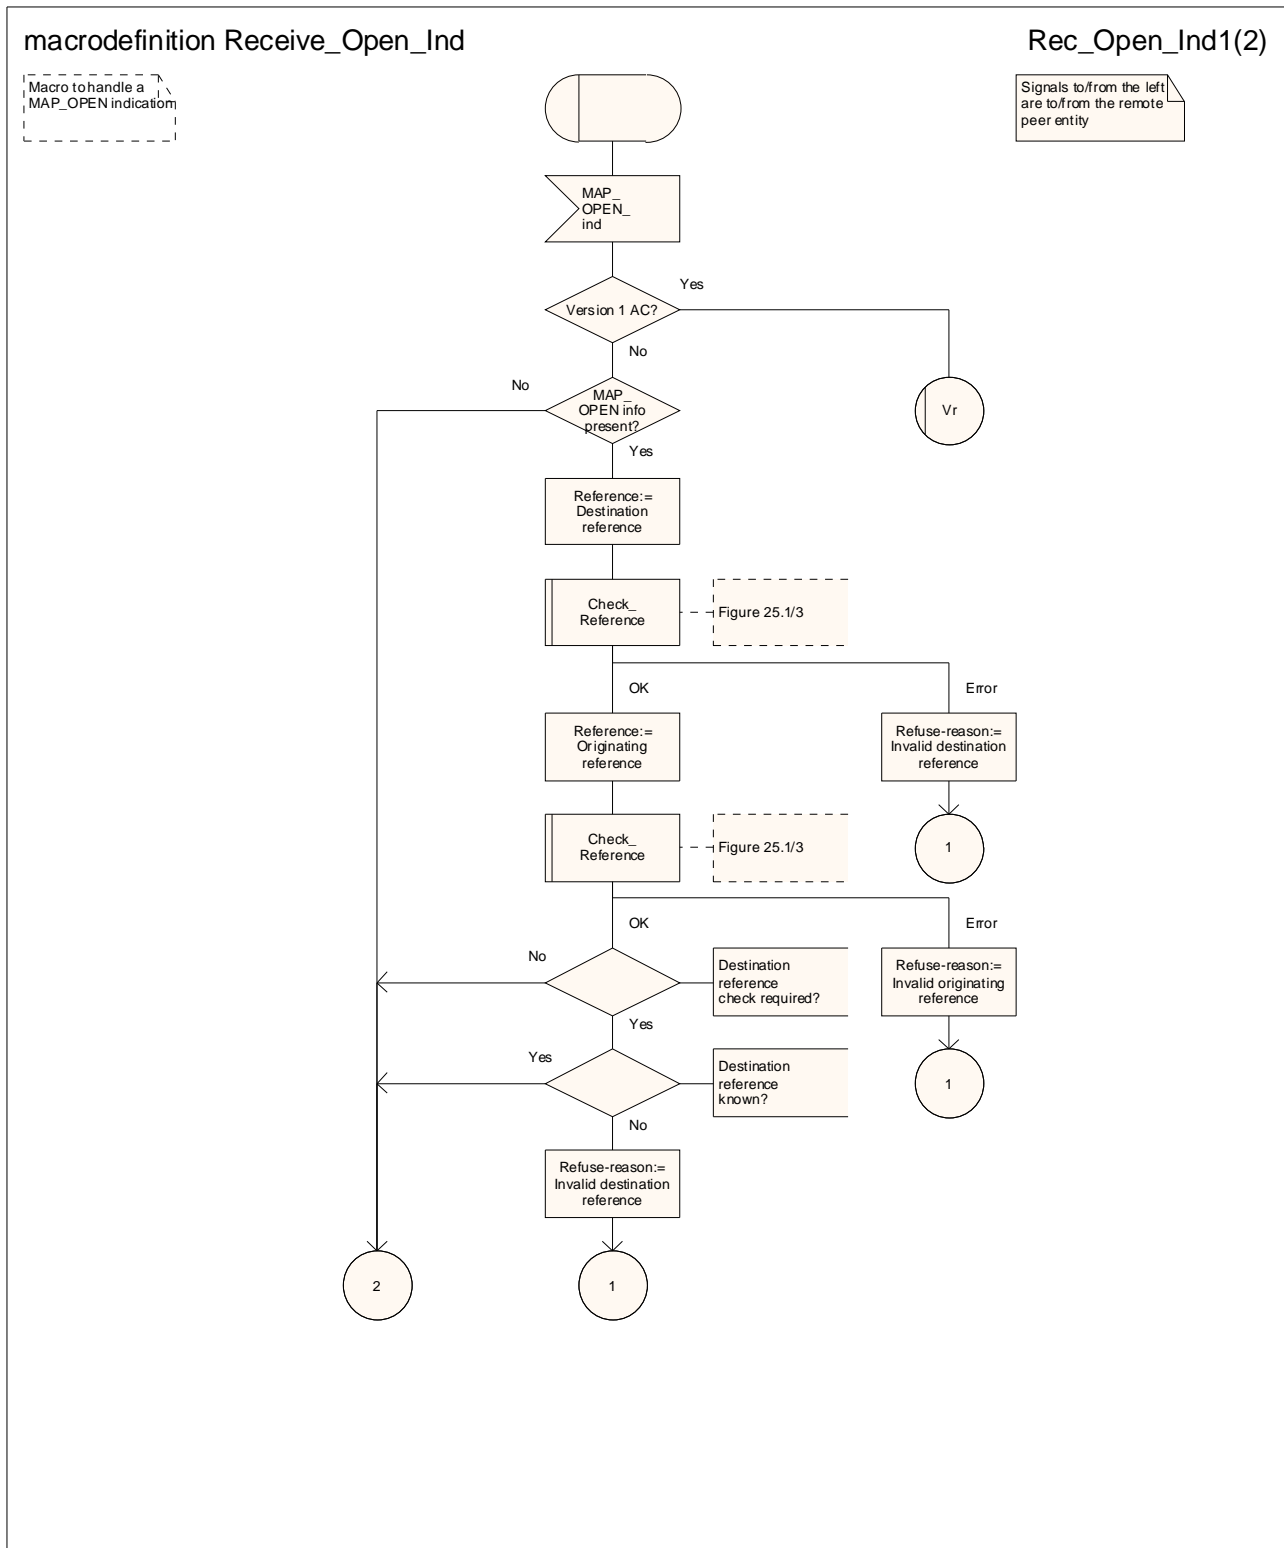 macrodefinition Receive_Open_Ind
Rec_Open_Ind1(2)
Macro to handle a
MAP_OPEN indication
Signals to/from the left
are to/from the remote
peer entity
MAP_
OPEN_
ind
Yes
Version 1 AC?
No
No
MAP_
OPEN info
present?
Vr
Yes
Reference:=
Destination
reference
Check_
Reference
Figure 25.1/3
OK
Error
Reference:=
Originating
reference
Refuse-reason:=
Invalid destination
reference
Check_
Reference
Figure 25.1/3
1
OK
Error
No
Destination
reference
check required?
Refuse-reason:=
Invalid originating
reference
Yes
Yes
Destination
reference
known?
1
No
Refuse-reason:=
Invalid destination
reference
2
1